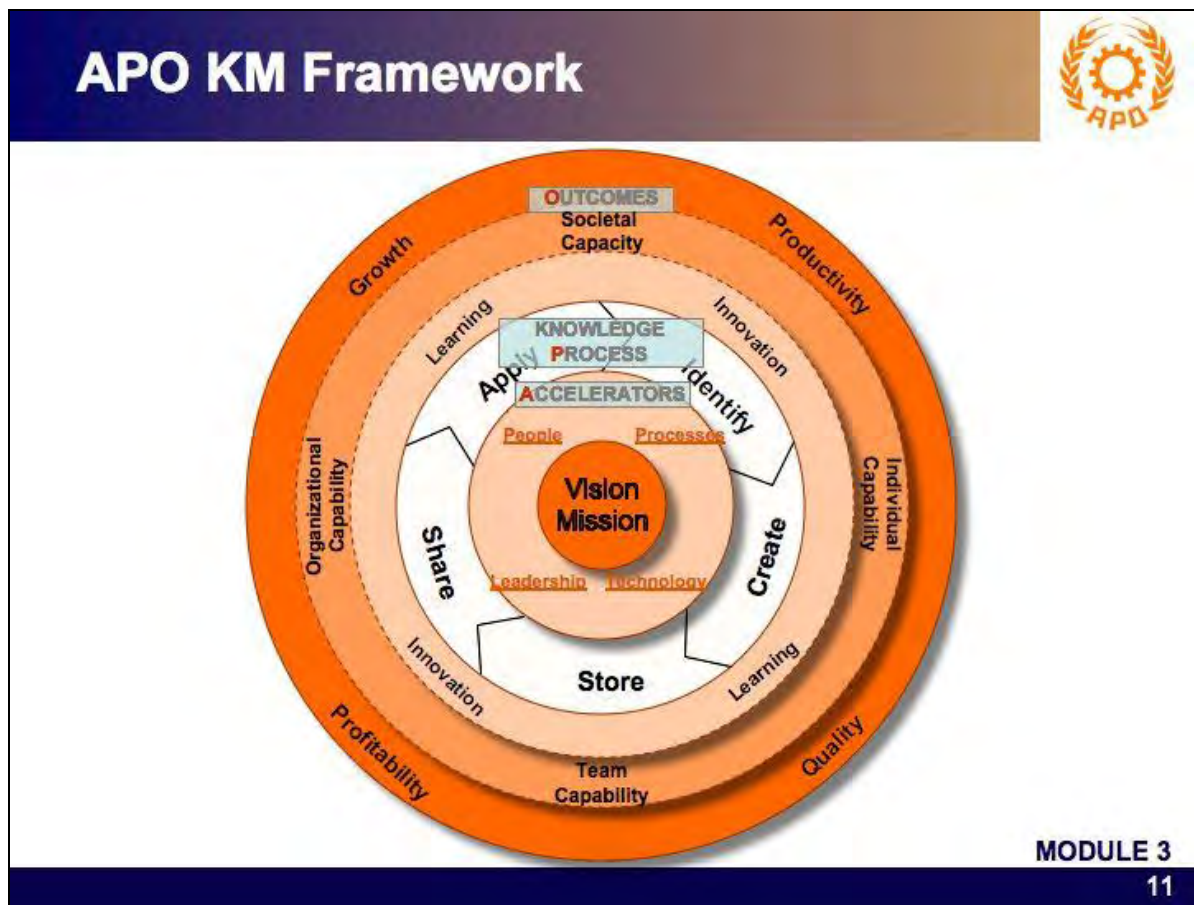 APO KM Framework
APO
OUTCOMES
Societal
Capacity
Growth
Productivity
Learning
Innovation
KNOWLEDGE
PROCESS
Apply
Identify
ACCELERATORS
People
Processes
Vision
Mission
Organizational
Capability
Individual
Capability
Share
Create
Leadership
Technology
Store
Innovation
Learning
Team
Capability
Profitability
Quality
MODULE 3
11